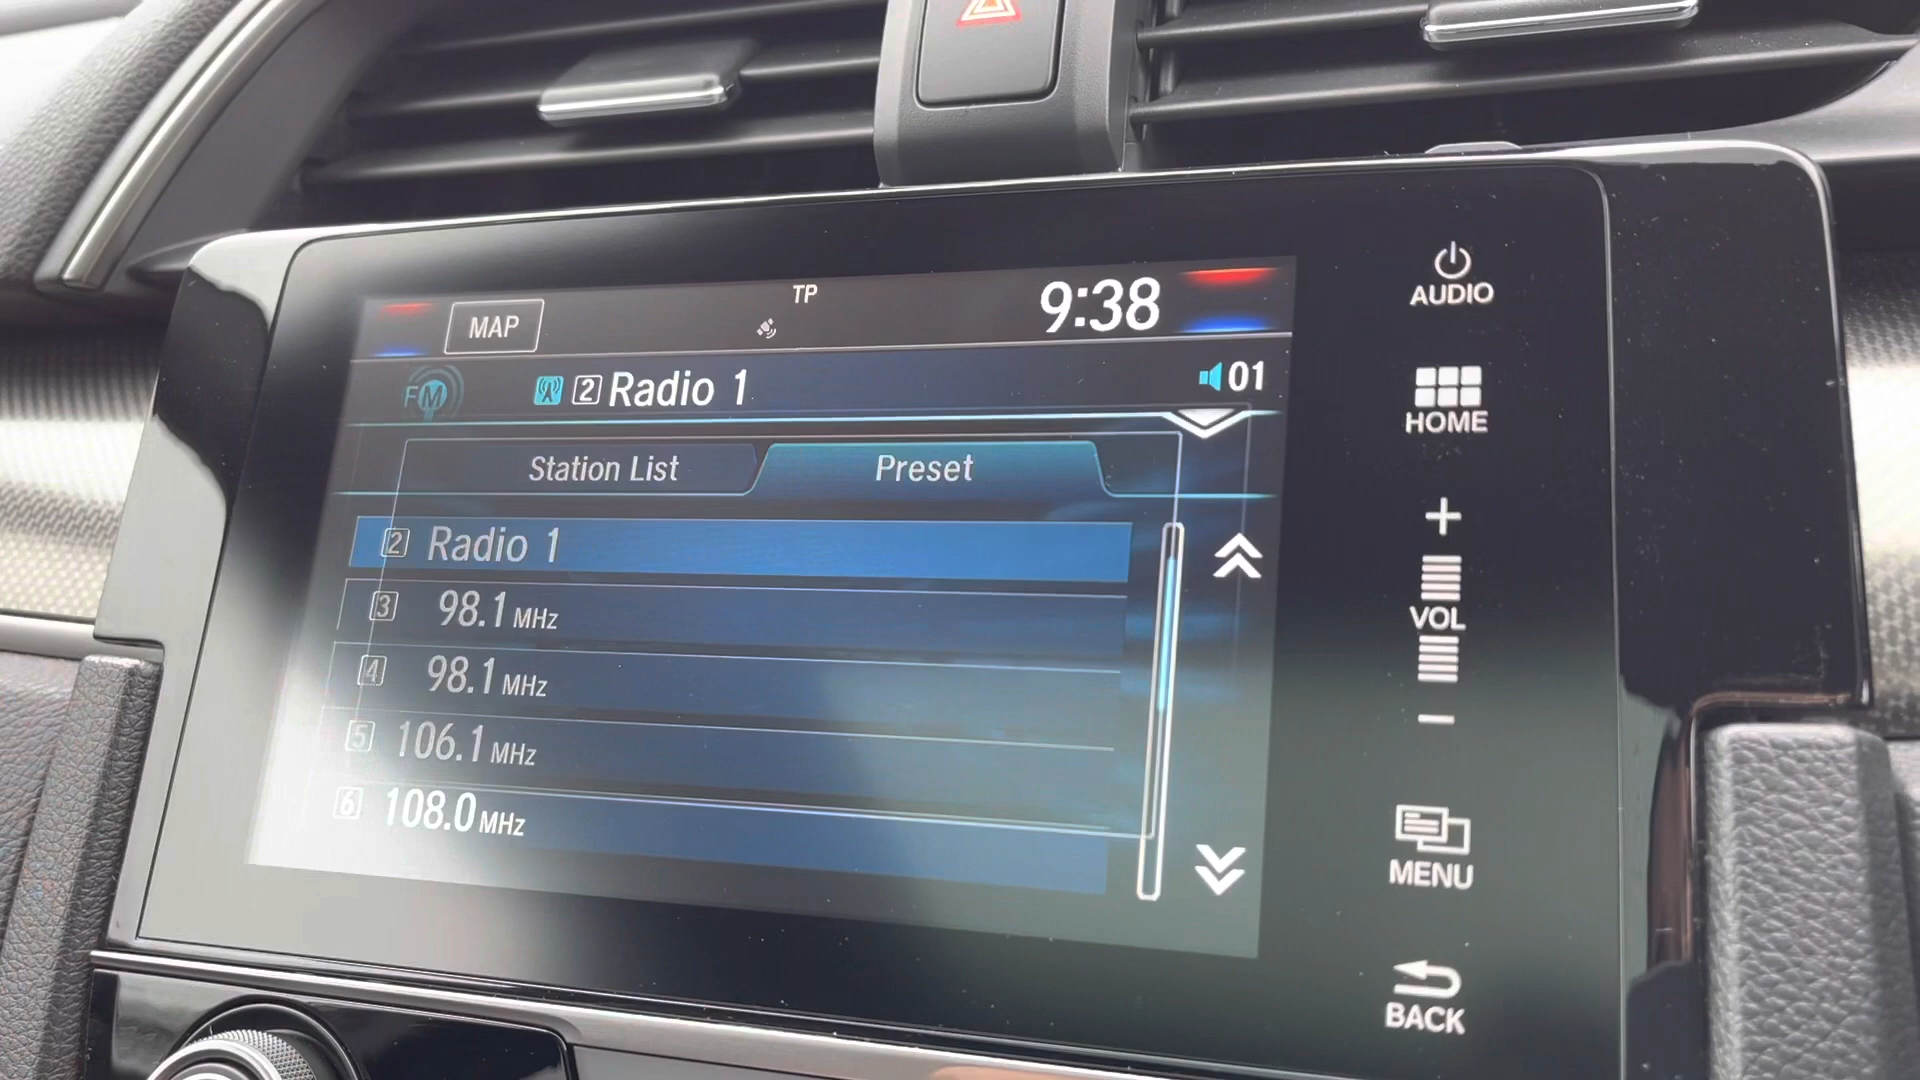 MAP
TP
9:38
FM
2 Radio 1
01
Station List
Preset
2 Radio 1
3 98.1 MHz
4 98.1 MHz
5 106.1 MHz
6 108.0 MHz
AUDIO
HOME
+
VOL
−
MENU
BACK